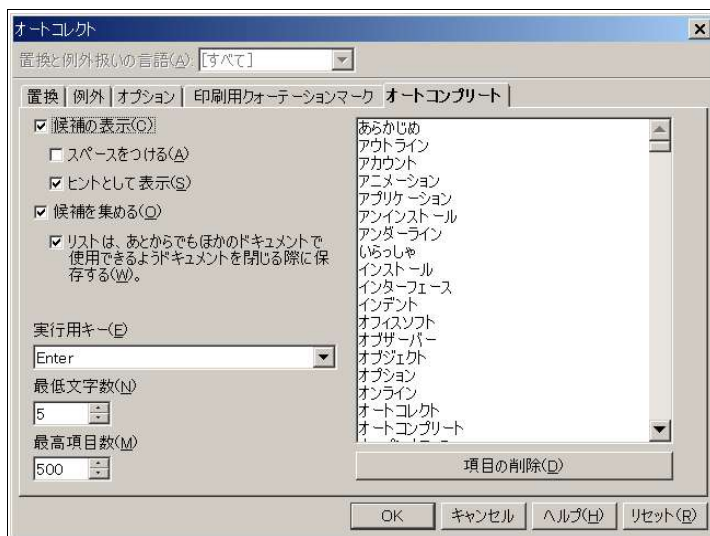 オートコレクト
置換と例外扱いの言語(A): [すべて]
置換 例外 オプション 印刷用クォーテーションマーク オートコンプリート
候補の表示(C)
スペースをつける(A)
ヒントとして表示(S)
候補を集める(O)
リストは、あとからでもほかのドキュメントで
使用できるようドキュメントを閉じる際に保
存する(W)。
実行用キー(E)
Enter
最低文字数(N)
5
最高項目数(M)
500
あらかじめ
アウトライン
アカウント
アニメーション
アプリケーション
アンインストール
アンダーライン
いらっしゃ
インストール
インターフェース
インデント
オフィスソフト
オブザーバー
オブジェクト
オプション
オンライン
オートコレクト
オートコンプリート
項目の削除(D)
OK キャンセル ヘルプ(H) リセット(R)